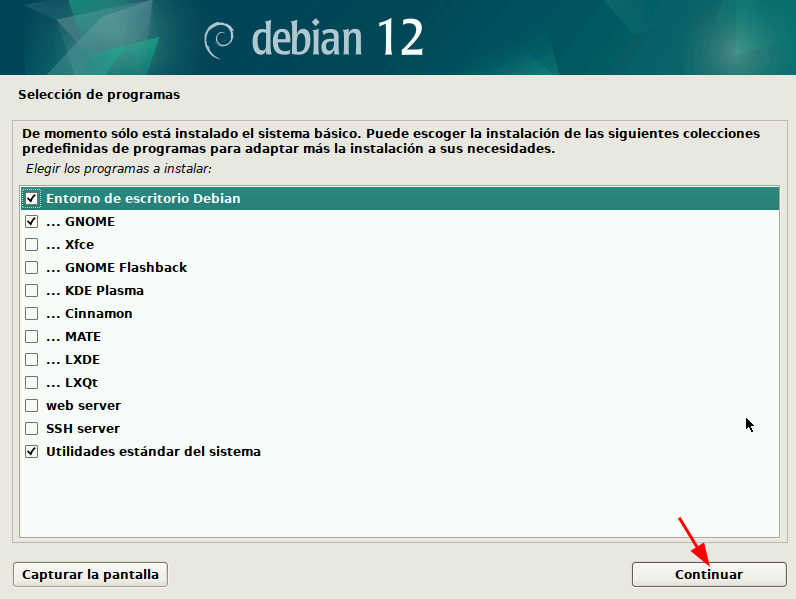 debian 12
Selección de programas
De momento sólo está instalado el sistema básico. Puede escoger la instalación de las siguientes colecciones
predefinidas de programas para adaptar más la instalación a sus necesidades.
Elegir los programas a instalar:
Entorno de escritorio Debian
... GNOME
... Xfce
... GNOME Flashback
... KDE Plasma
... Cinnamon
... MATE
... LXDE
... LXQt
web server
SSH server
Utilidades estándar del sistema
Capturar la pantalla
Continuar